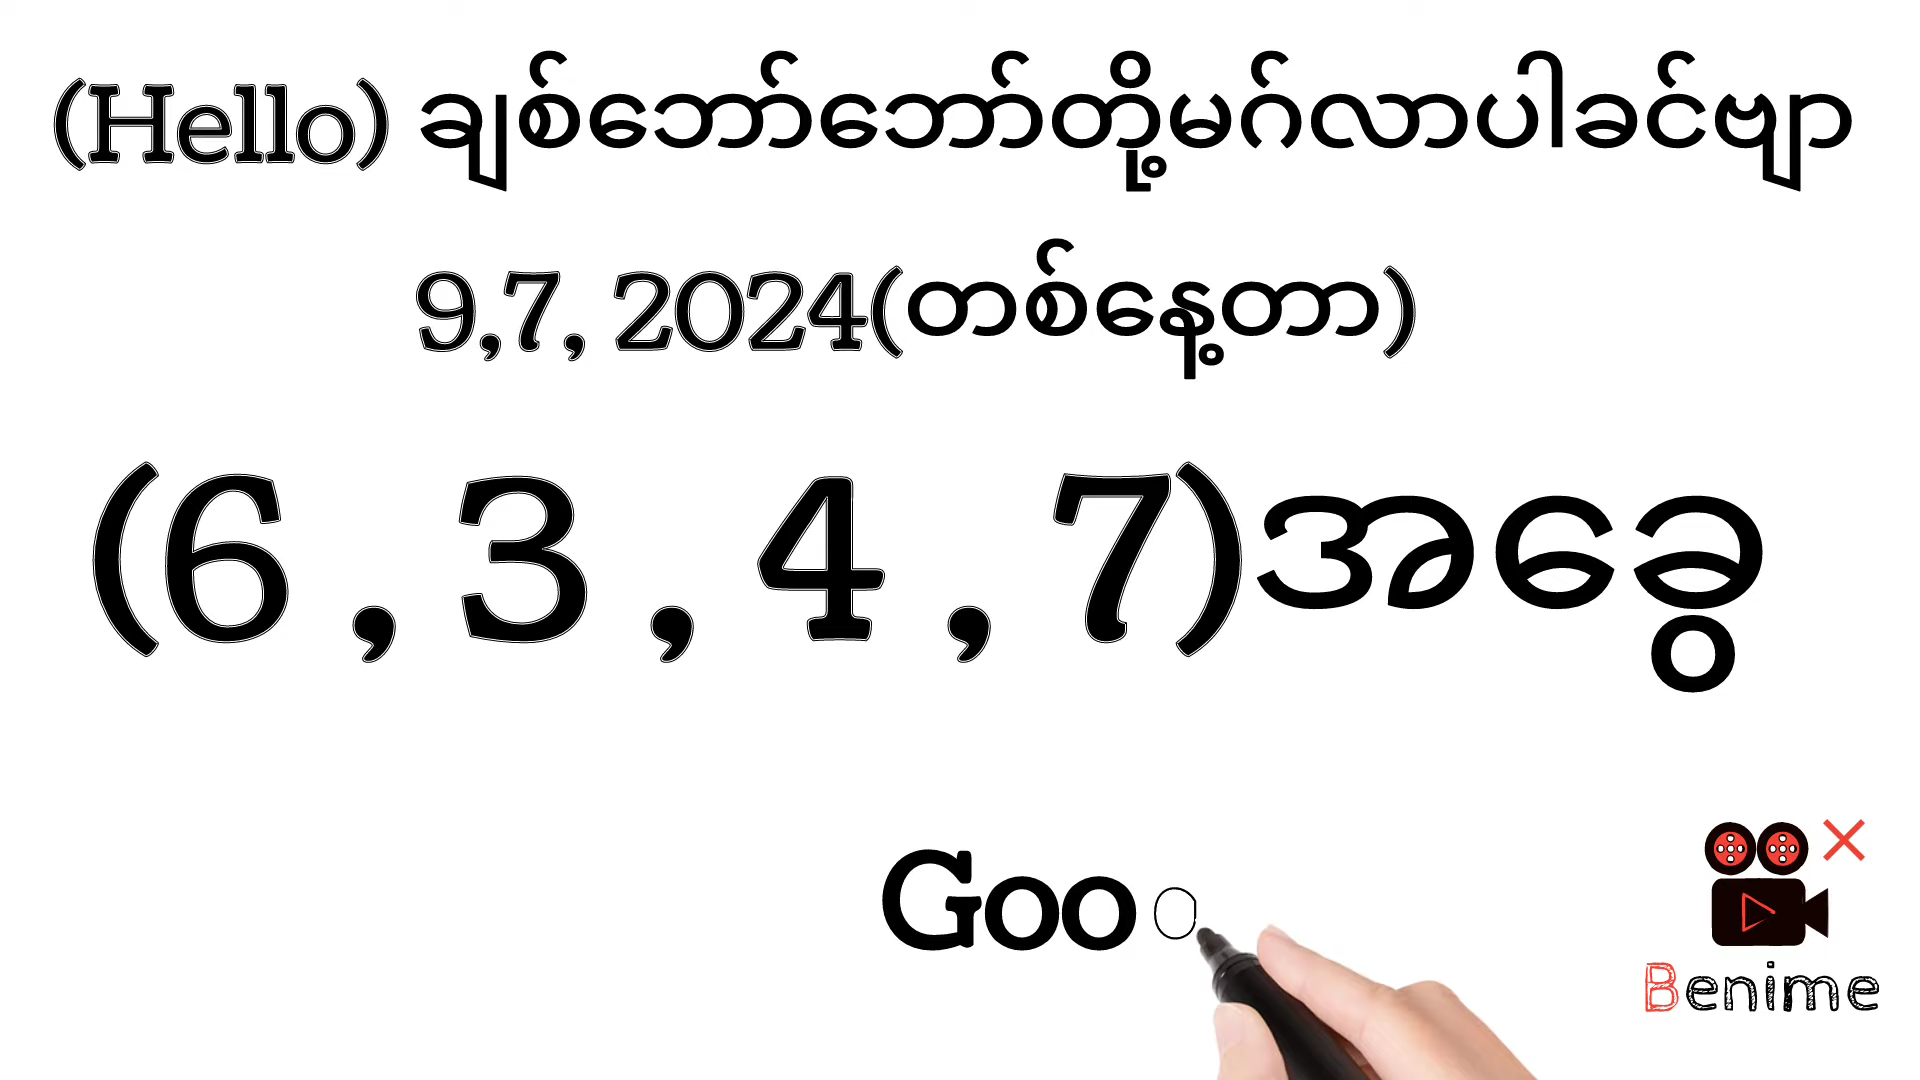 (Hello) ချစ်ဘော်ဘော်တို့မဂ်လာပါခင်ဗျာ
9,7, 2024(တစ်နေ့တာ)
(6 , 3 , 4 , 7)အခွေ
Goo
Benime